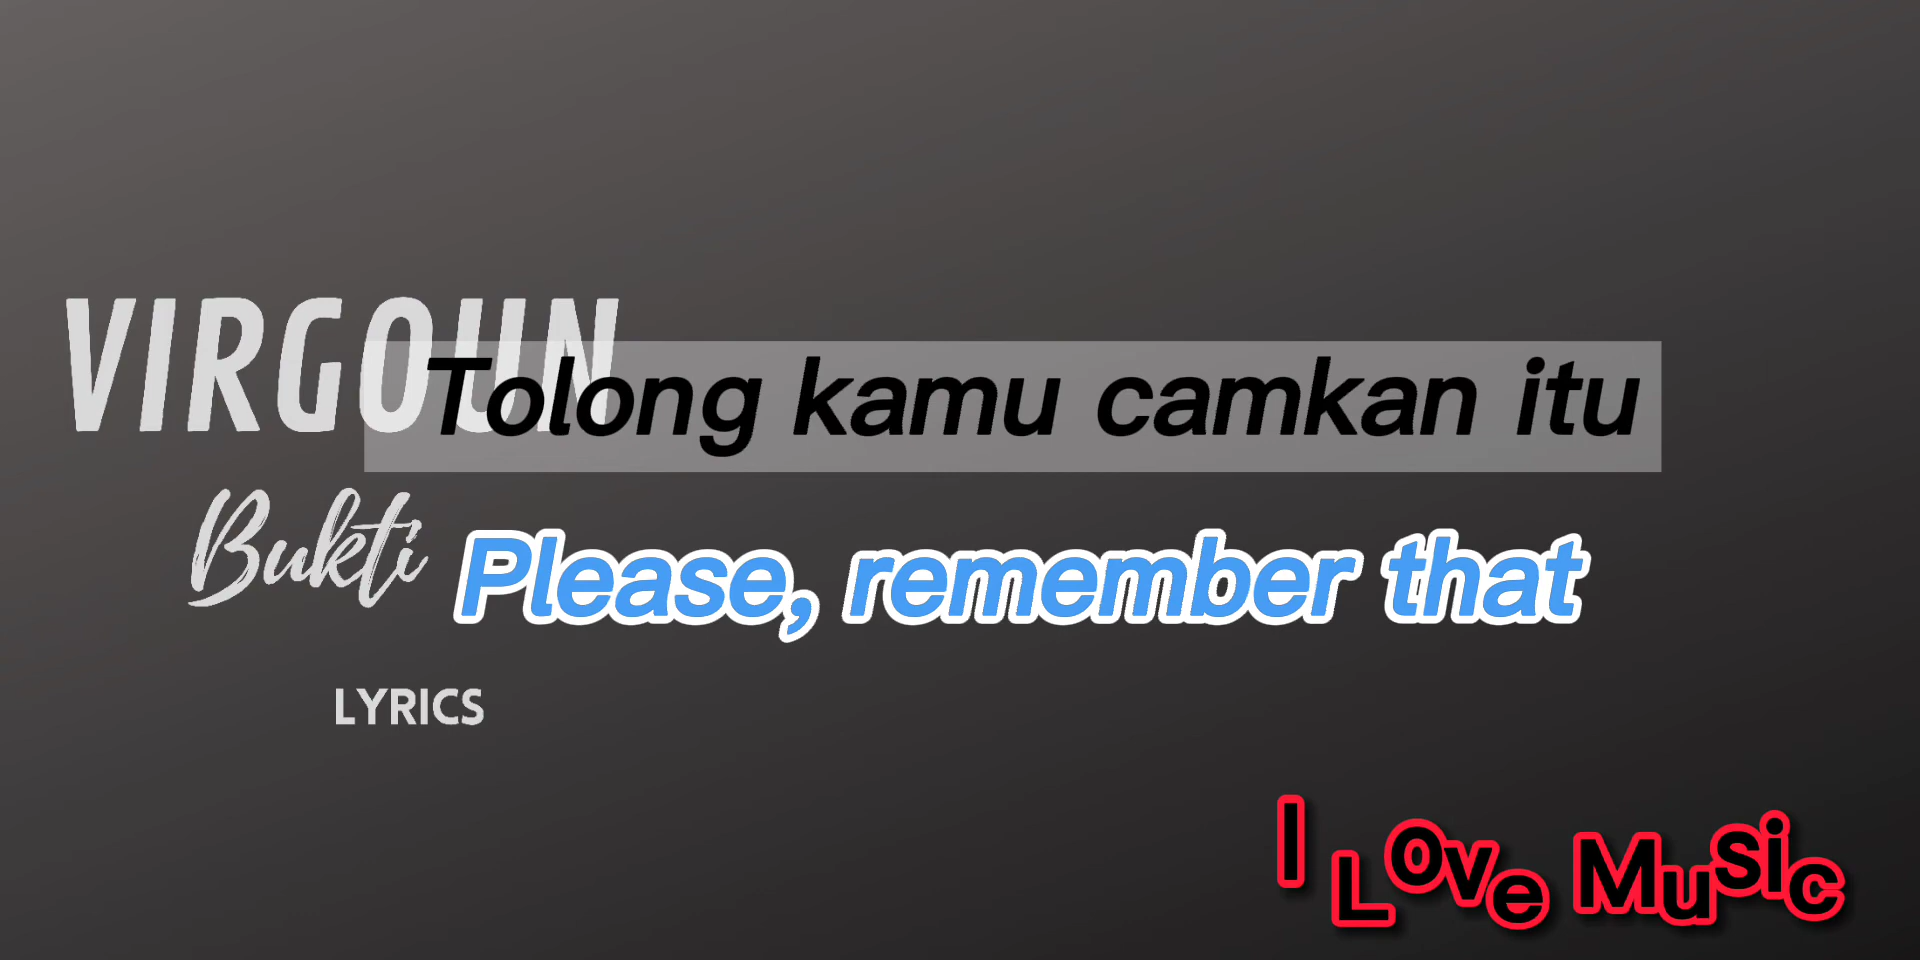 VIRGOUN
Tolong kamu camkan itu
Bukti
Please, remember that
LYRICS
I Love Music